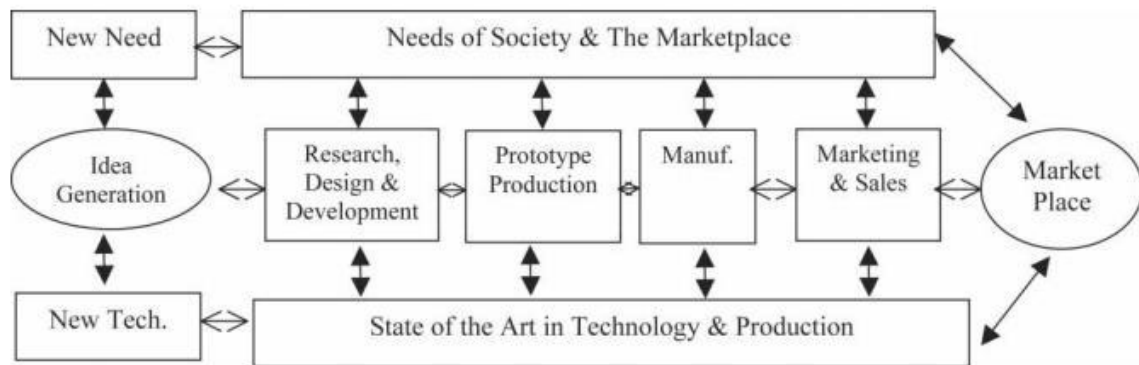 New Need
Needs of Society & The Marketplace
Idea
Generation
Research,
Design &
Development
Prototype
Production
Manuf.
Marketing
& Sales
Market
Place
New Tech.
State of the Art in Technology & Production